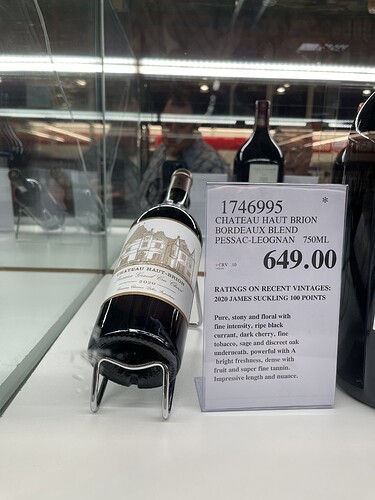 CHATEAU HAUT-BRION
2020
1746995 *
CHATEAU HAUT BRION
BORDEAUX BLEND
PESSAC-LEOGNAN 750ML
+CRV .10 649.00
RATINGS ON RECENT VINTAGES:
2020 JAMES SUCKLING 100 POINTS
Pure, stony and floral with
fine intensity, ripe black
currant, dark cherry, fine
tobacco, sage and discreet oak
underneath. powerful with A
bright freshness, dense with
fruit and super fine tannin.
Impressive length and nuance.